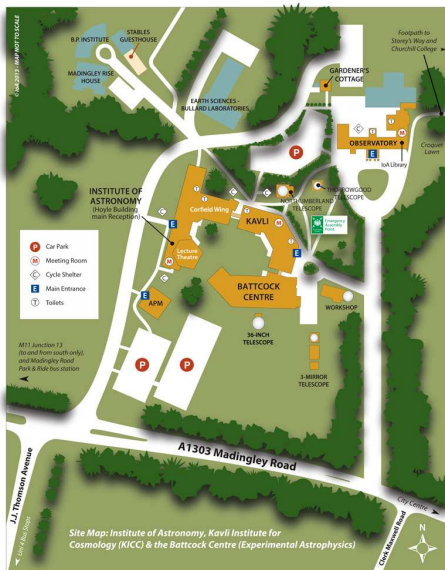 © IoA 2013 - MAP NOT TO SCALE
B.P. INSTITUTE
STABLES
GUESTHOUSE
MADINGLEY RISE
HOUSE
EARTH SCIENCES -
BULLARD LABORATORIES
GARDENER'S
COTTAGE
Footpath to
Storey's Way and
Churchill College
Croquet
Lawn
OBSERVATORY
IoA Library
P
THOROWGOOD
TELESCOPE
NORTHUMBERLAND
TELESCOPE
Emergency
Assembly
Point
INSTITUTE OF
ASTRONOMY
(Hoyle Building
main Reception)
Corfield Wing
KAVLI
Lecture
Theatre
BATTCOCK
CENTRE
APM
WORKSHOP
36-INCH
TELESCOPE
3-MIRROR
TELESCOPE
P Car Park
M Meeting Room
C Cycle Shelter
E Main Entrance
T Toilets
M11 Junction 13
(to and from south only),
and Madingley Road
Park & Ride bus station
P
P
A1303 Madingley Road
J.J. Thomson Avenue
Uni 4 Bus Stops
City Centre
Clerk Maxwell Road
N
Site Map: Institute of Astronomy, Kavli Institute for
Cosmology (KICC) & the Battcock Centre (Experimental Astrophysics)